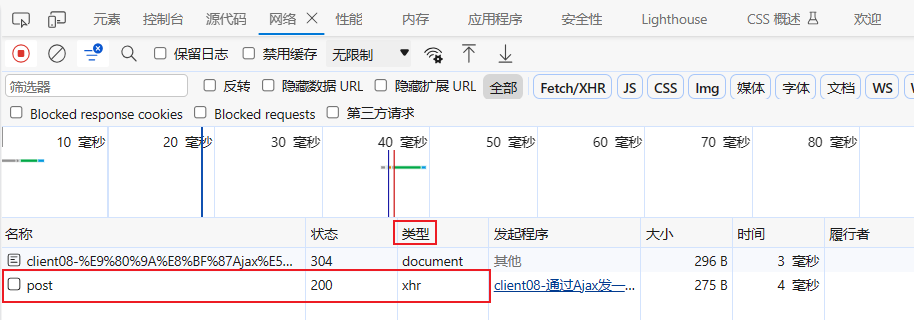 元素 控制台 源代码 网络 性能 内存 应用程序 安全性 Lighthouse CSS 概述 欢迎
保留日志 禁用缓存 无限制
筛选器 反转 隐藏数据 URL 隐藏扩展 URL 全部 Fetch/XHR JS CSS Img 媒体 字体 文档 WS
Blocked response cookies Blocked requests 第三方请求
10 毫秒 20 毫秒 30 毫秒 40 毫秒 50 毫秒 60 毫秒 70 毫秒 80 毫秒
名称 状态 类型 发起程序 大小 时间 履行者
client08-%E9%80%9A%E8%BF%87Ajax%E5... 304 document 其他 296 B 3 毫秒
post 200 xhr client08-通过Ajax发一... 275 B 4 毫秒